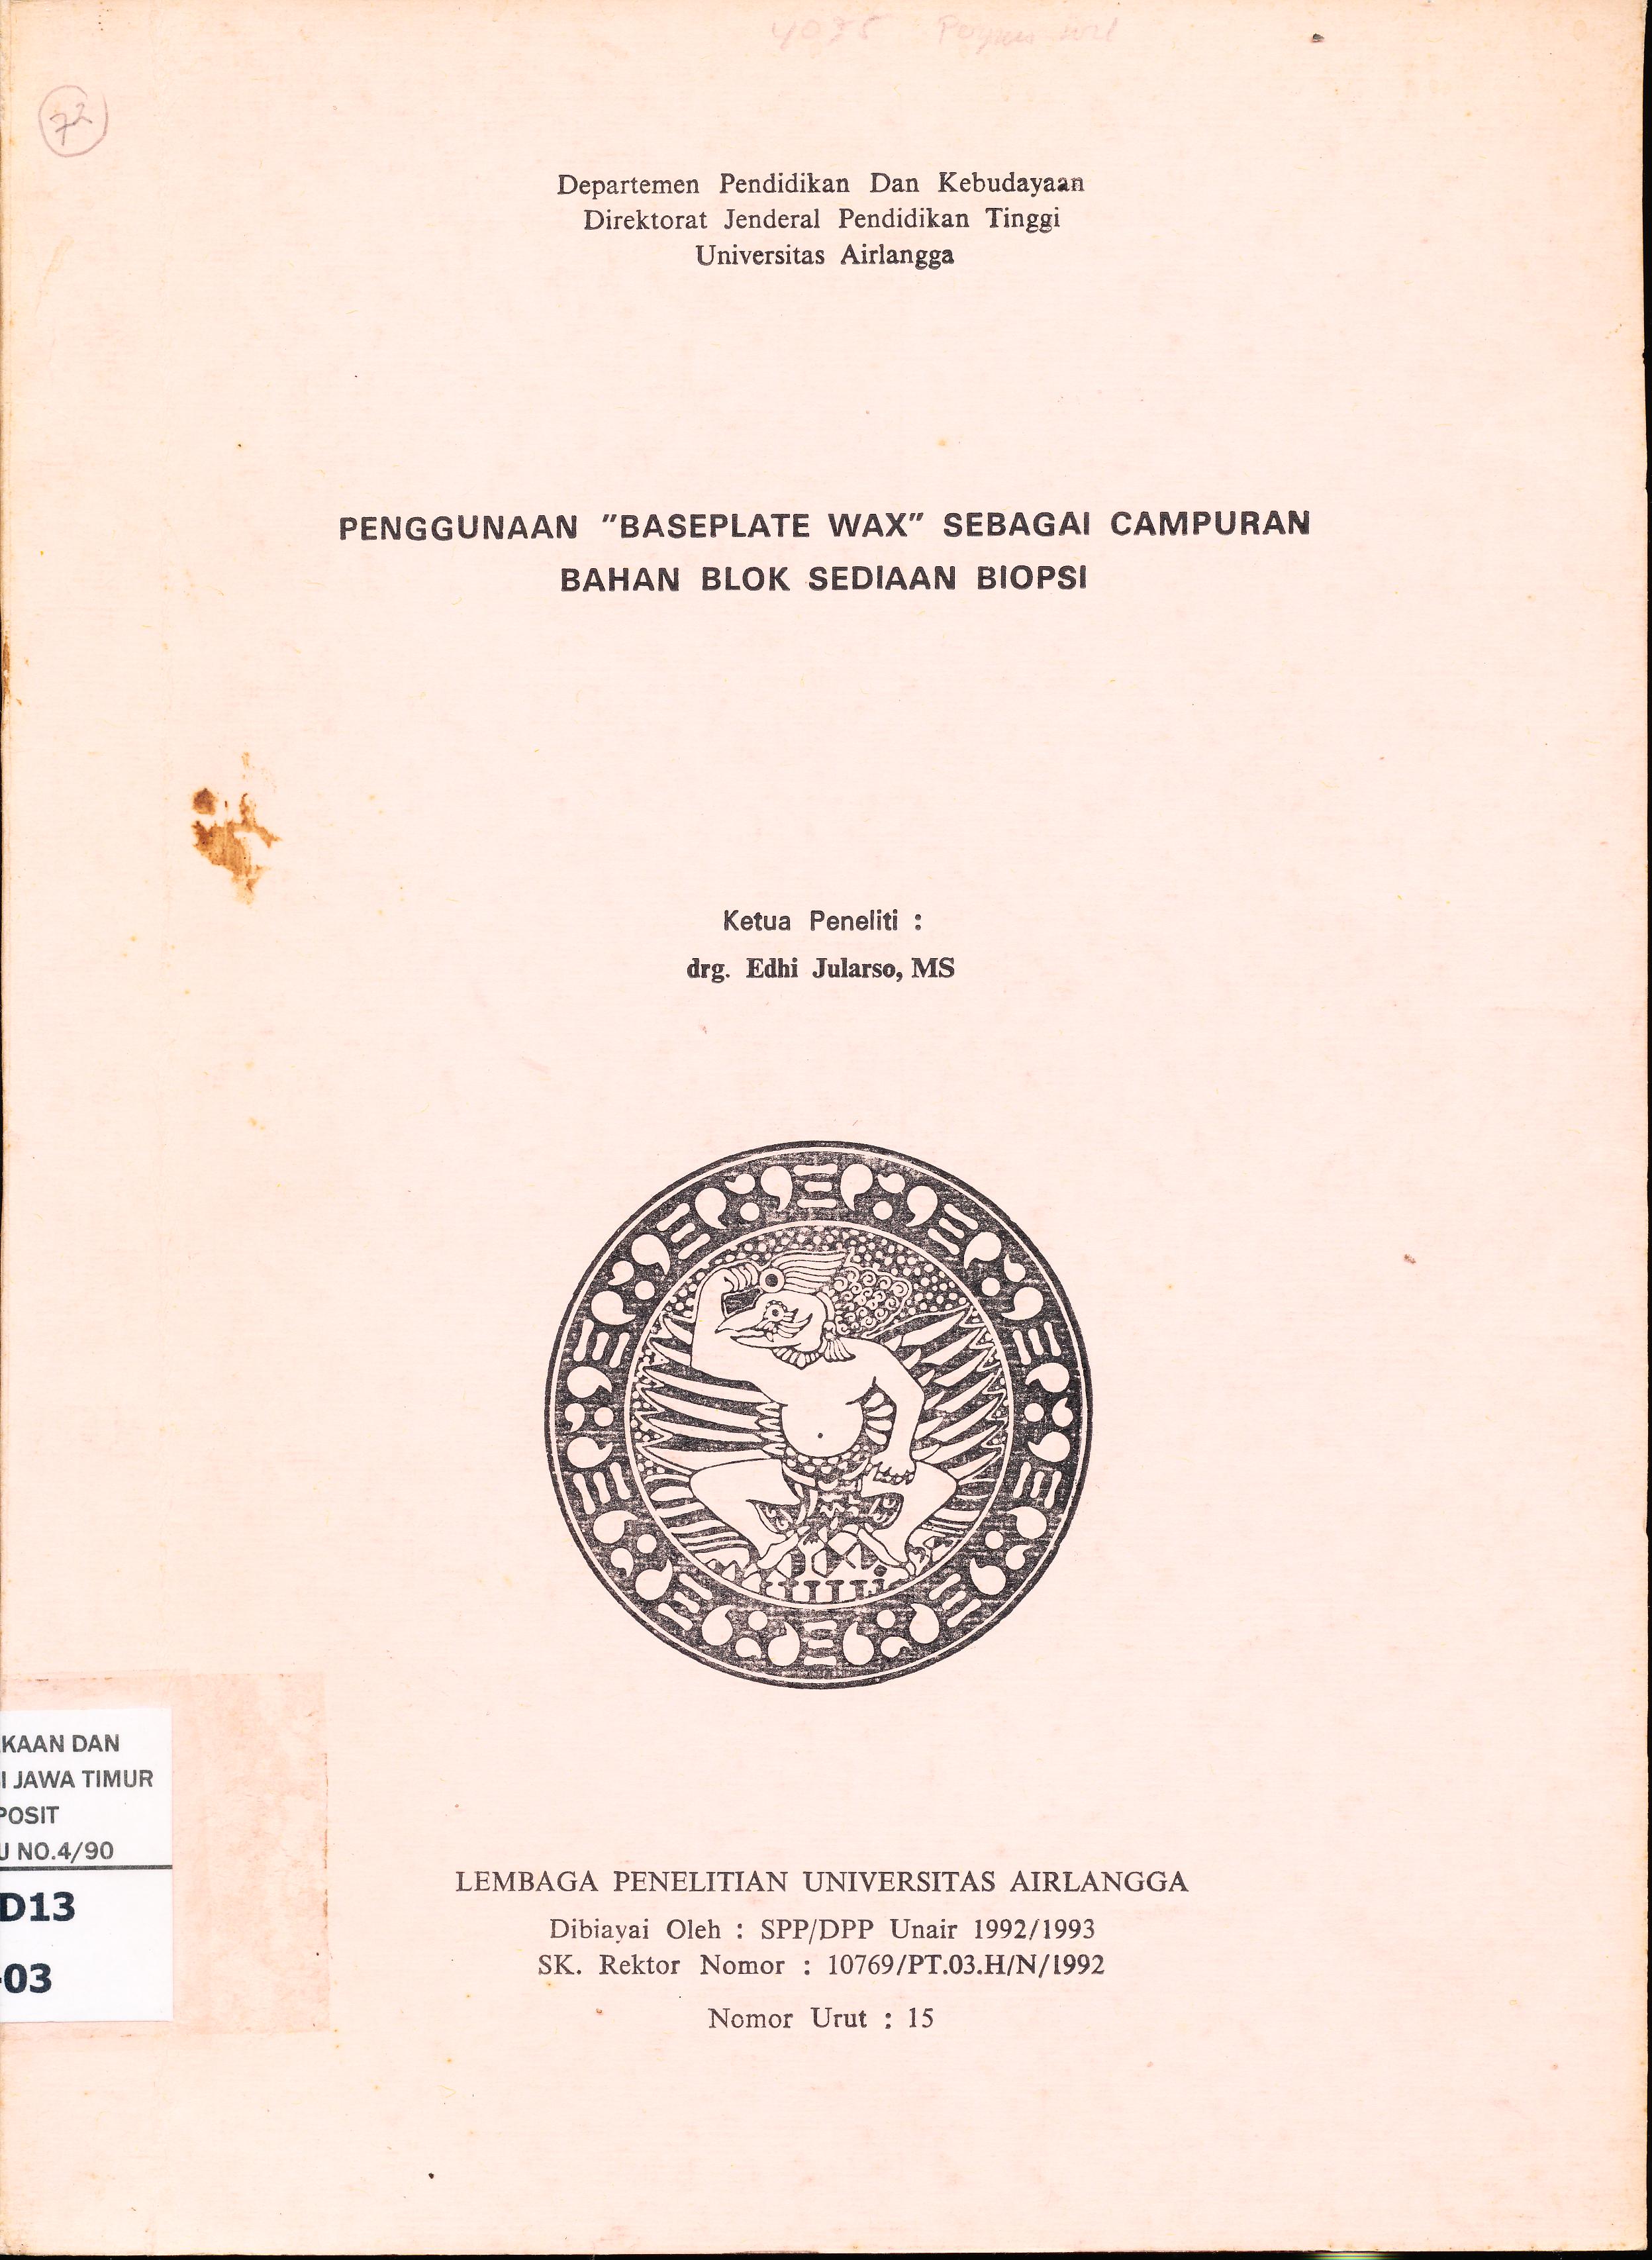 4075
72
Departemen Pendidikan Dan Kebudayaan
Direktorat Jenderal Pendidikan Tinggi
Universitas Airlangga
PENGGUNAAN "BASEPLATE WAX" SEBAGAI CAMPURAN
BAHAN BLOK SEDIAAN BIOPSI
Ketua Peneliti :
drg. Edhi Jularso, MS
KAAN DAN
I JAWA TIMUR
POSIT
U NO.4/90
D13
-03
LEMBAGA PENELITIAN UNIVERSITAS AIRLANGGA
Dibiayai Oleh : SPP/DPP Unair 1992/1993
SK. Rektor Nomor : 10769/PT.03.H/N/1992
Nomor Urut : 15